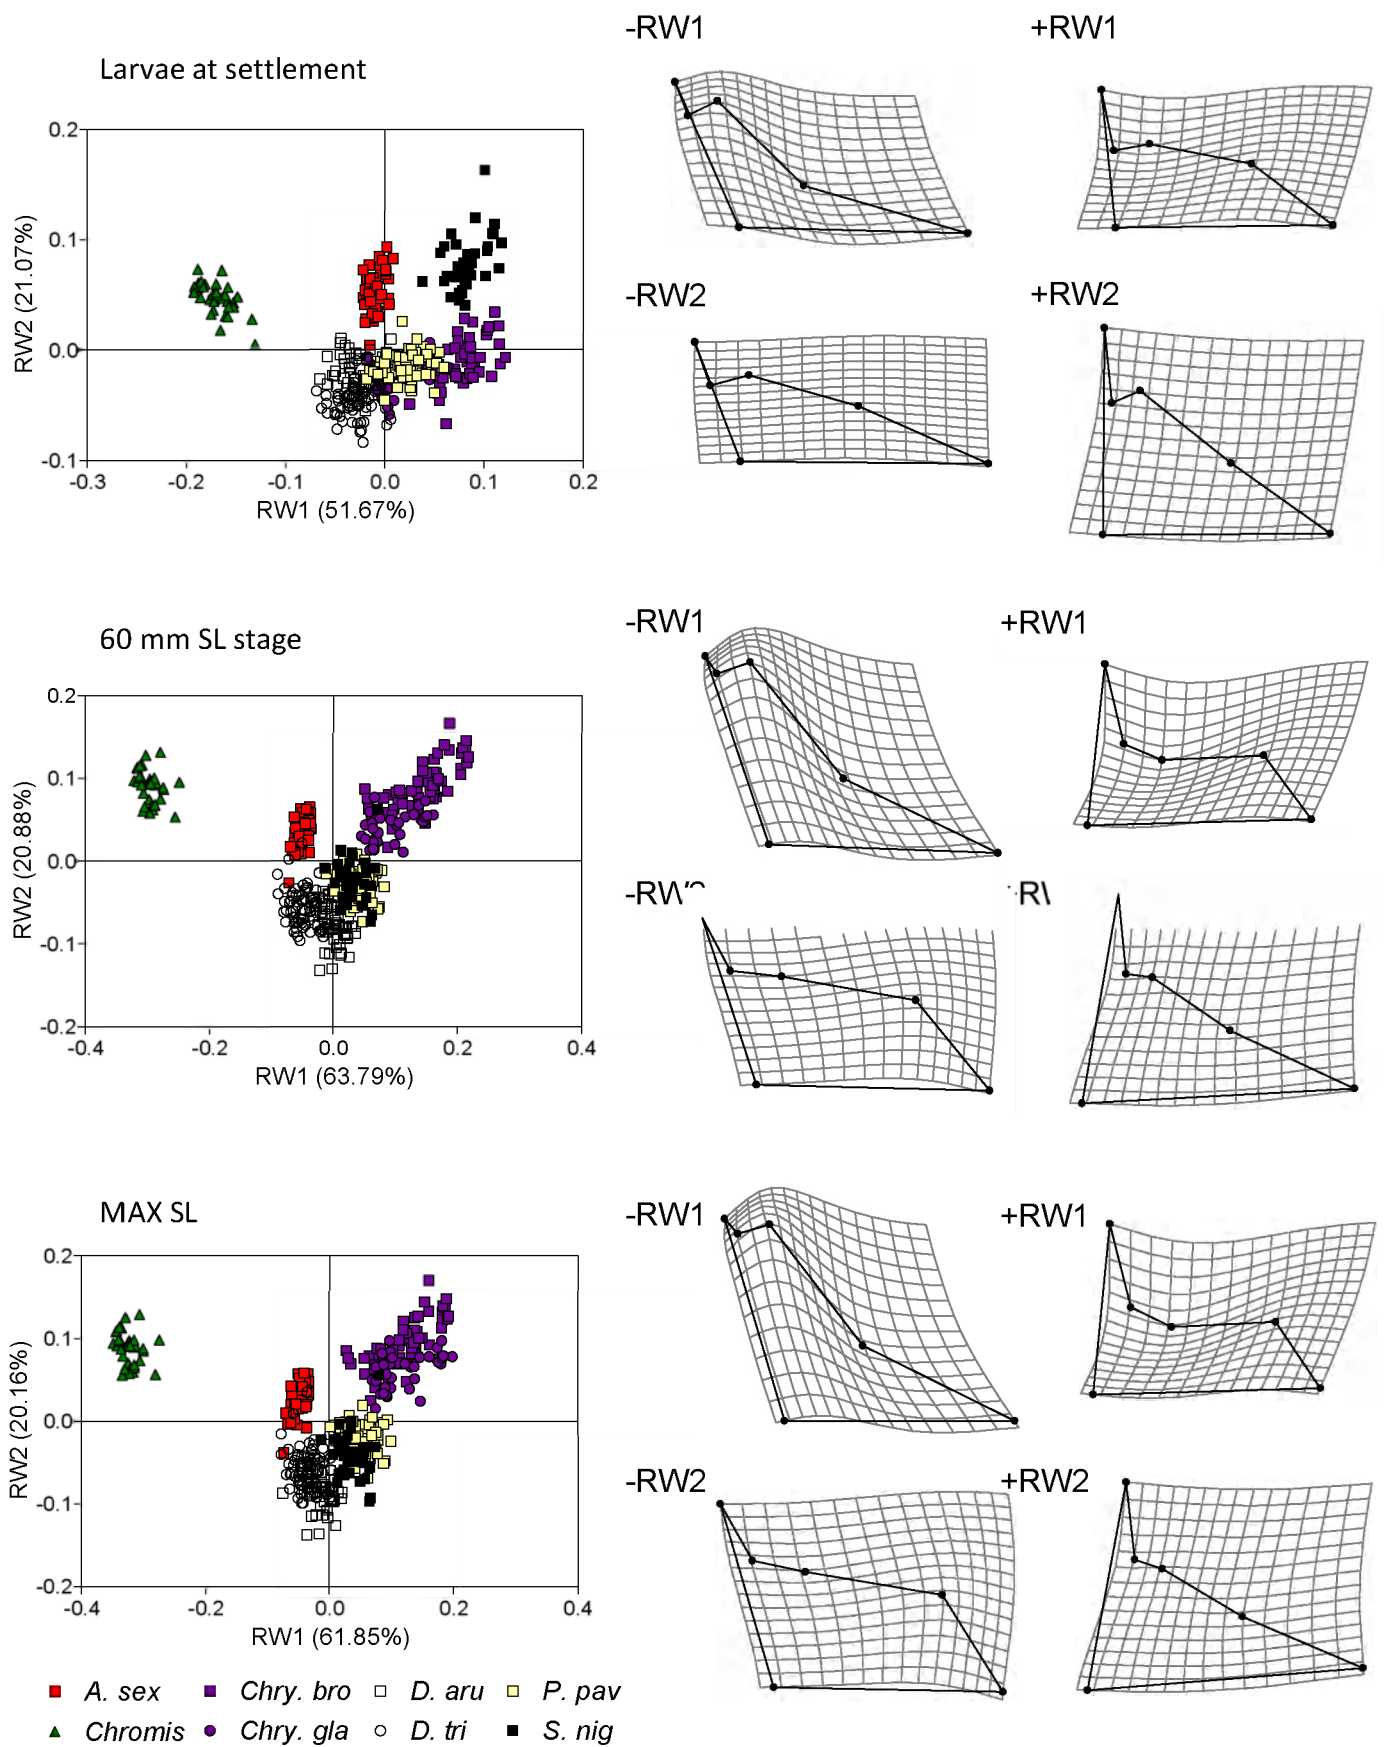 -RW1
+RW1
Larvae at settlement
0.2
0.1
0.0
-0.1
-0.3
-0.2
-0.1
0.0
0.1
0.2
RW2 (21.07%)
RW1 (51.67%)
-RW2
+RW2
60 mm SL stage
-RW1
+RW1
0.2
0.1
0.0
-0.1
-0.2
-0.4
-0.2
0.0
0.2
0.4
RW2 (20.88%)
RW1 (63.79%)
MAX SL
-RW1
+RW1
0.2
0.1
0.0
-0.1
-0.2
-0.4
-0.2
0.0
0.2
0.4
RW2 (20.16%)
RW1 (61.85%)
-RW2
+RW2
A. sex
Chry. bro
D. aru
P. pav
Chromis
Chry. gla
D. tri
S. nig